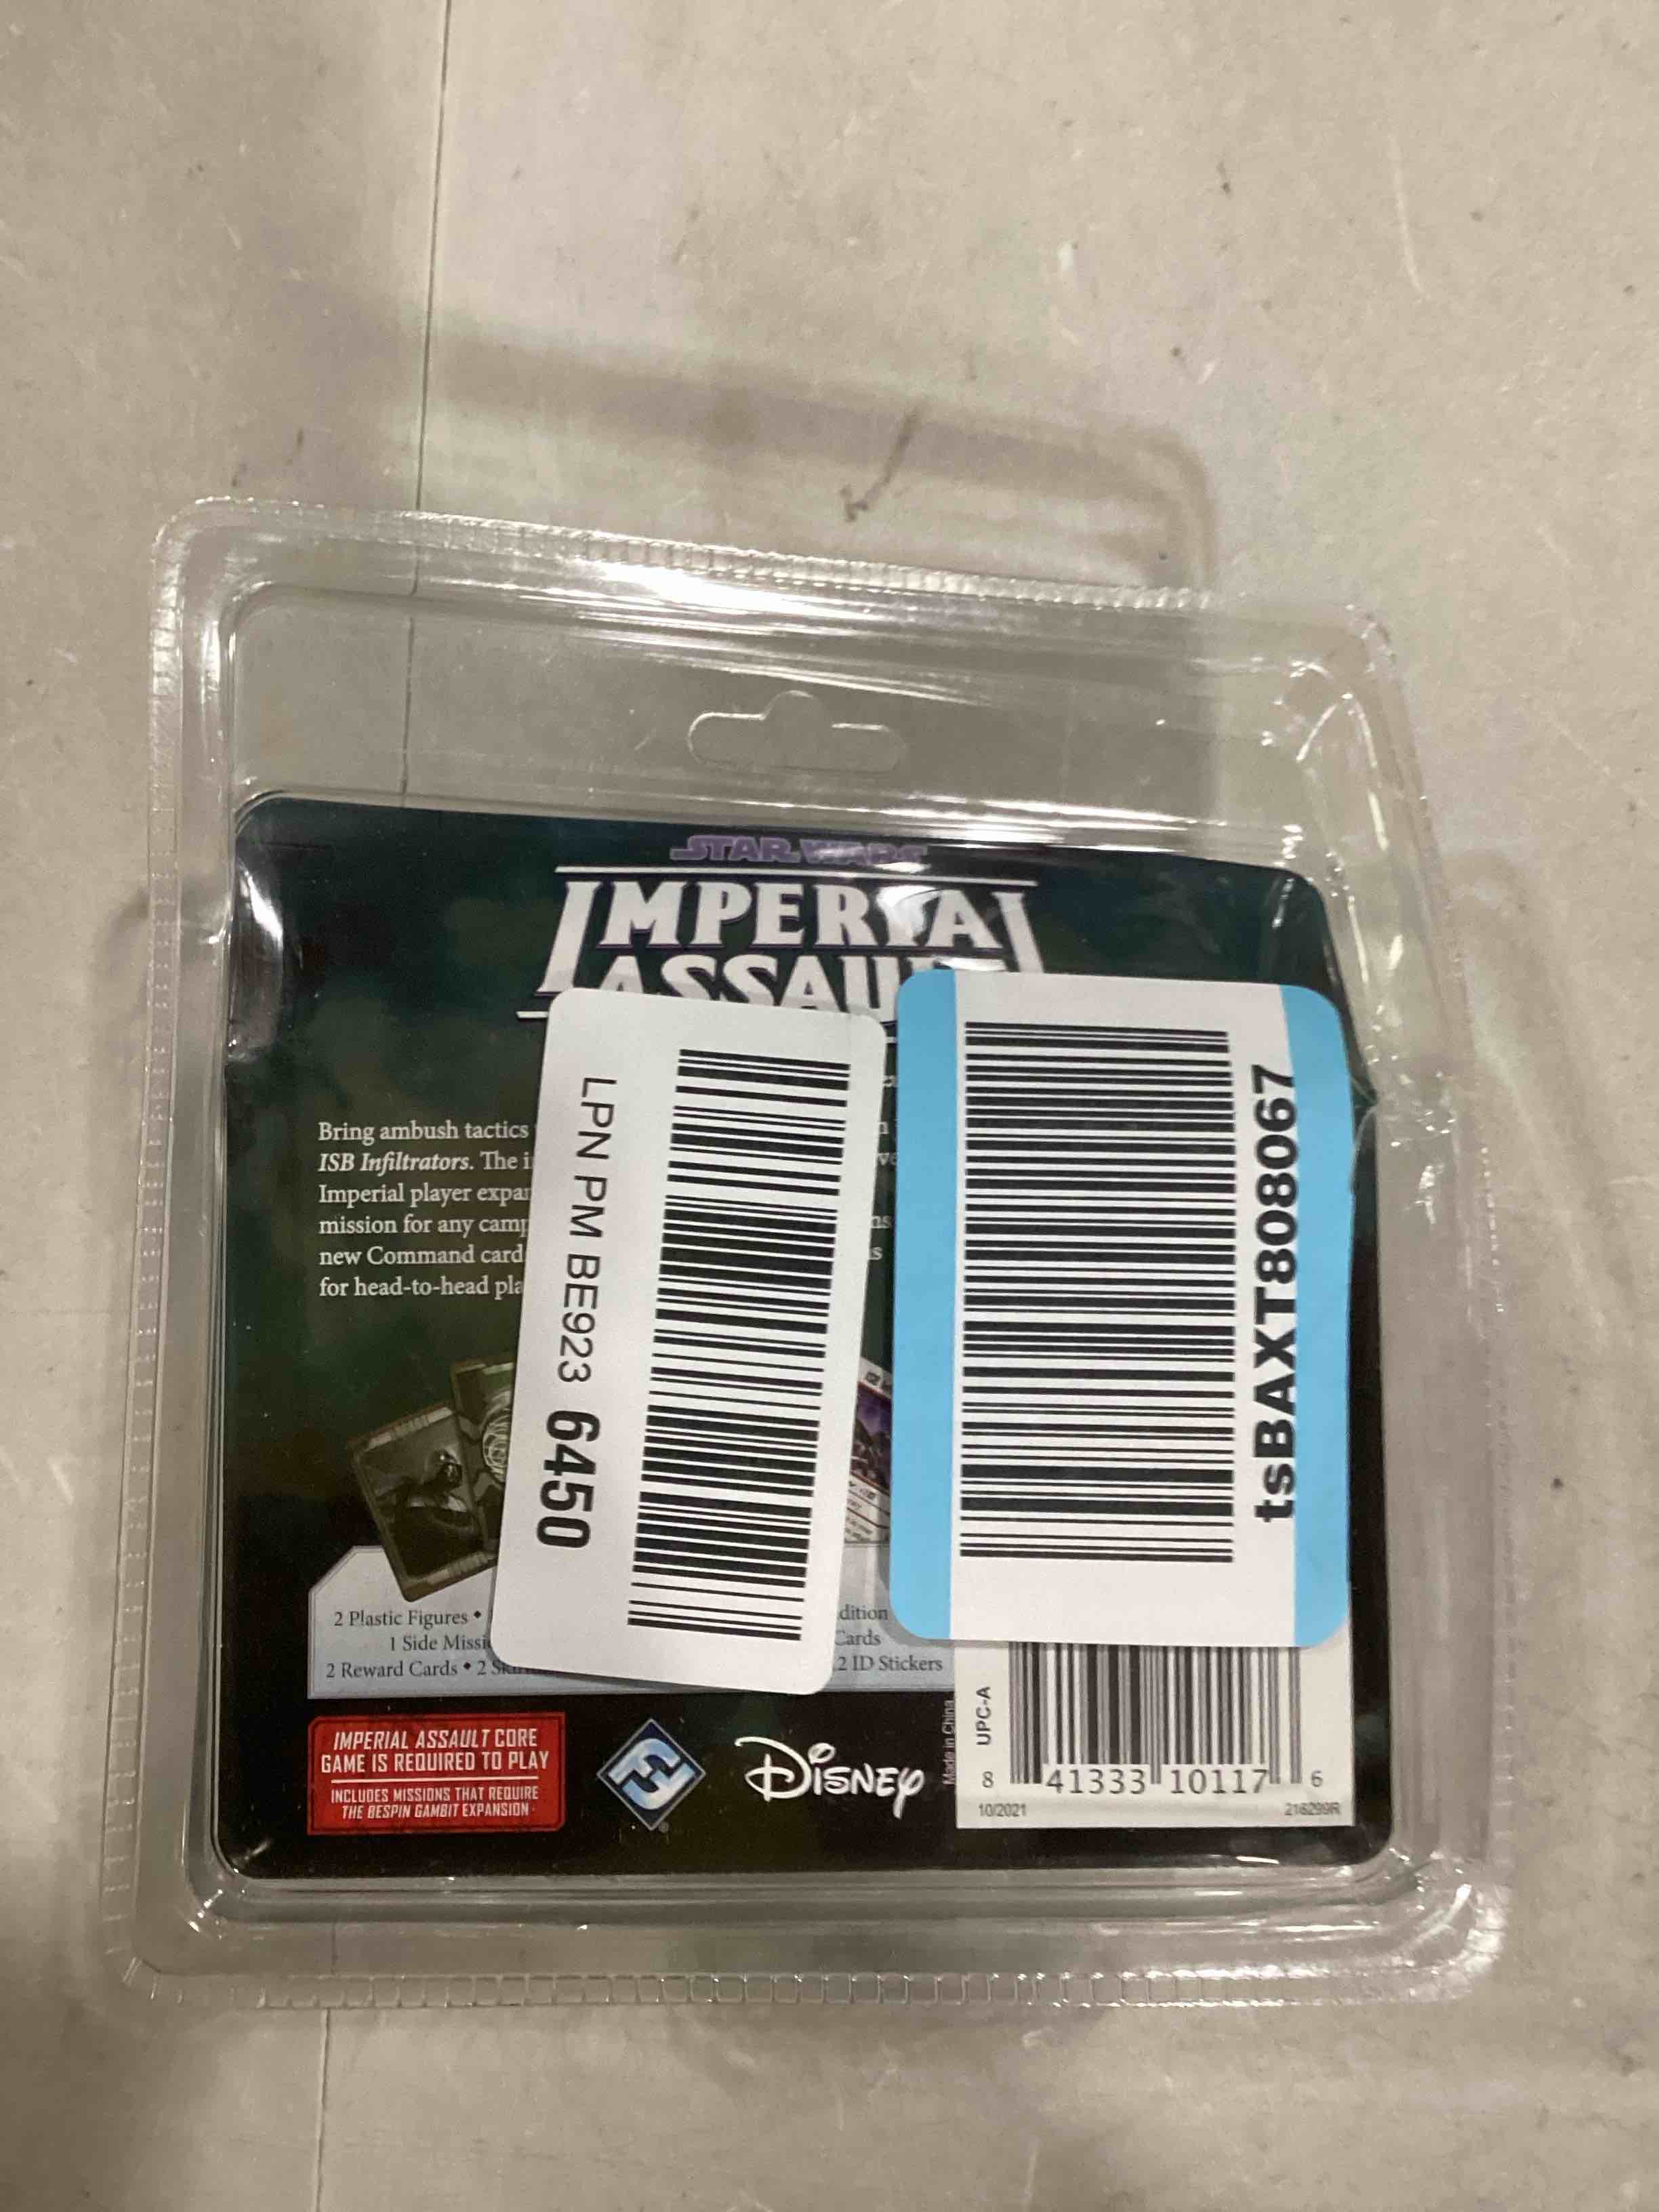 STAR WARS
IMPERIAL
ASSAUL
Bring ambush tactics
ISB Infiltrators. The i
Imperial player expan
mission for any camp
new Command card
for head-to-head pla
LPN PM BE923 6450
tsBAXT808067
2 Plastic Figures •
1 Side Missi
2 Reward Cards • 2
dition
Cards
2 ID Stickers
IMPERIAL ASSAULT CORE
GAME IS REQUIRED TO PLAY
INCLUDES MISSIONS THAT REQUIRE
THE BESPIN GAMBIT EXPANSION
Disney
Made in China
UPC-A
8 41333 10117 6
10/2021 216299R